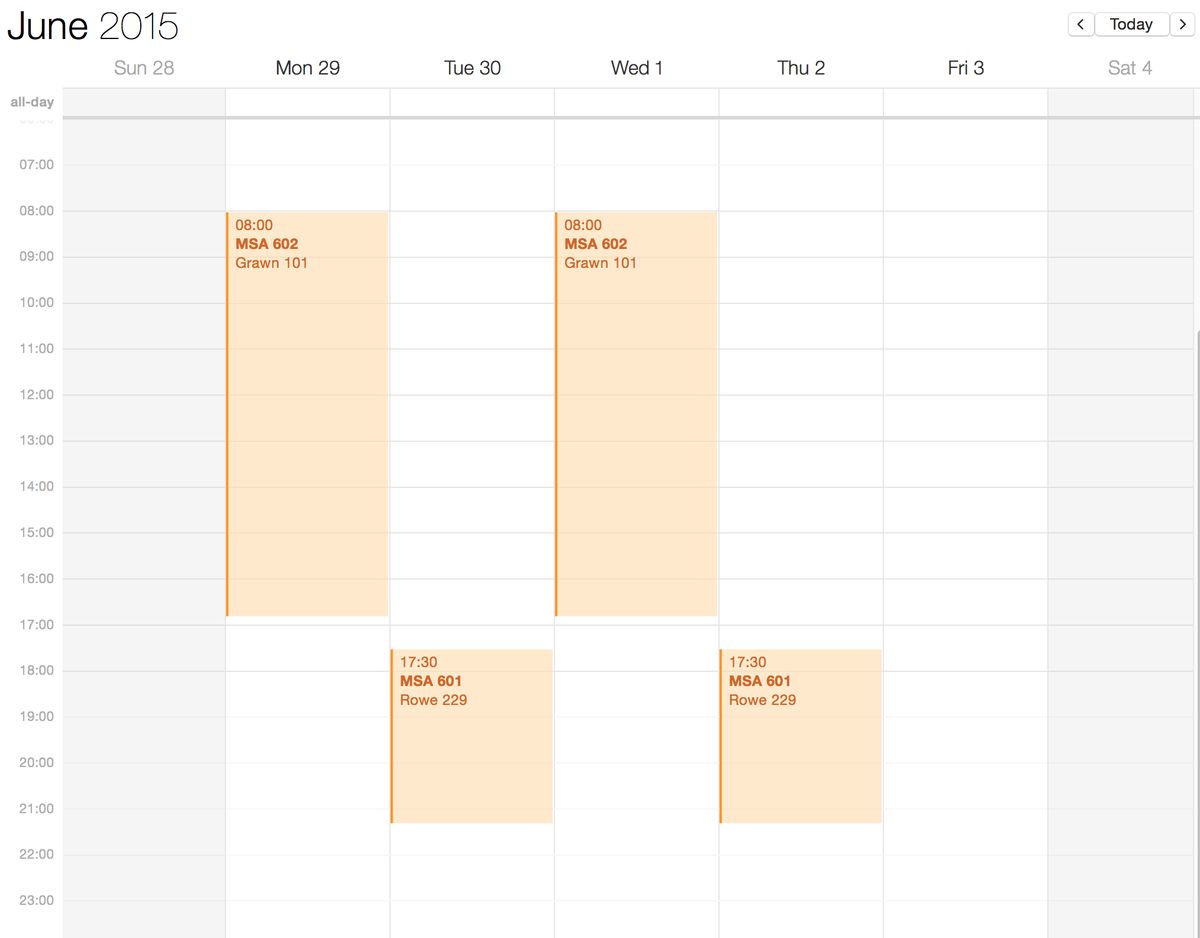 June 2015
< Today >
Sun 28 Mon 29 Tue 30 Wed 1 Thu 2 Fri 3 Sat 4
all-day
07:00
08:00
08:00
MSA 602
Grawn 101
08:00
MSA 602
Grawn 101
09:00
10:00
11:00
12:00
13:00
14:00
15:00
16:00
17:00
17:30
MSA 601
Rowe 229
17:30
MSA 601
Rowe 229
18:00
19:00
20:00
21:00
22:00
23:00